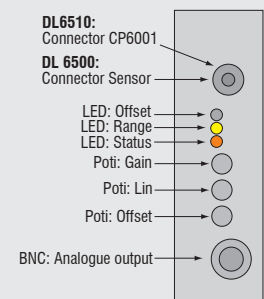 DL6510:
Connector CP6001
DL 6500:
Connector Sensor
LED: Offset
LED: Range
LED: Status
Poti: Gain
Poti: Lin
Poti: Offset
BNC: Analogue output